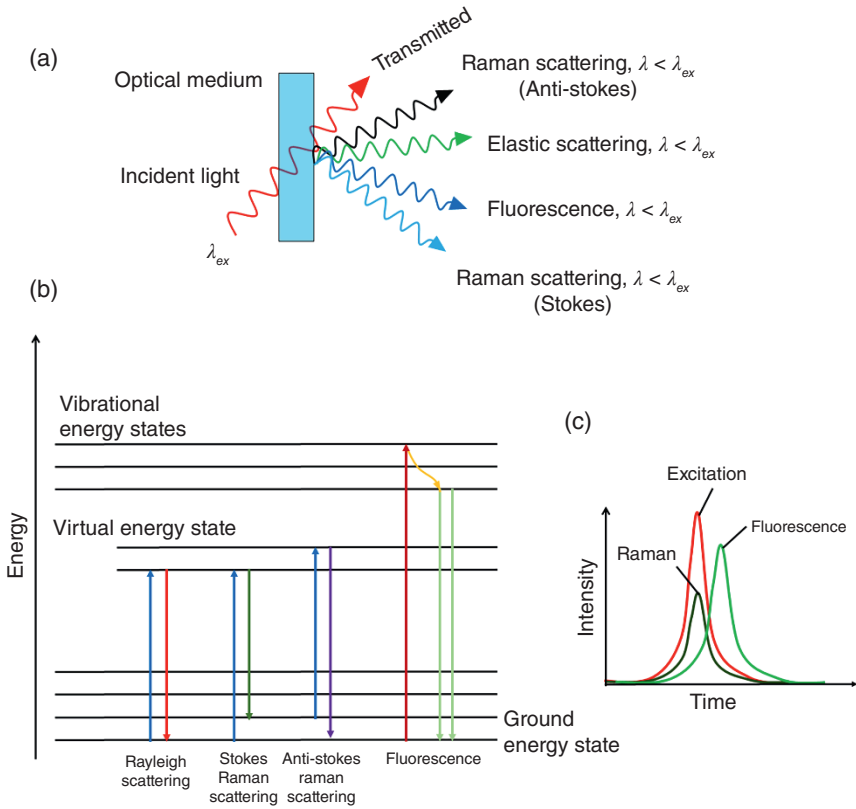 (a)
Optical medium
Transmitted
Raman scattering, λ < λex
(Anti-stokes)
Elastic scattering, λ < λex
Incident light
Fluorescence, λ < λex
λex
Raman scattering, λ < λex
(Stokes)
(b)
Energy
Vibrational
energy states
Virtual energy state
Ground
energy state
Rayleigh
scattering
Stokes
Raman
scattering
Anti-stokes
raman
scattering
Fluorescence
(c)
Excitation
Fluorescence
Raman
Intensity
Time